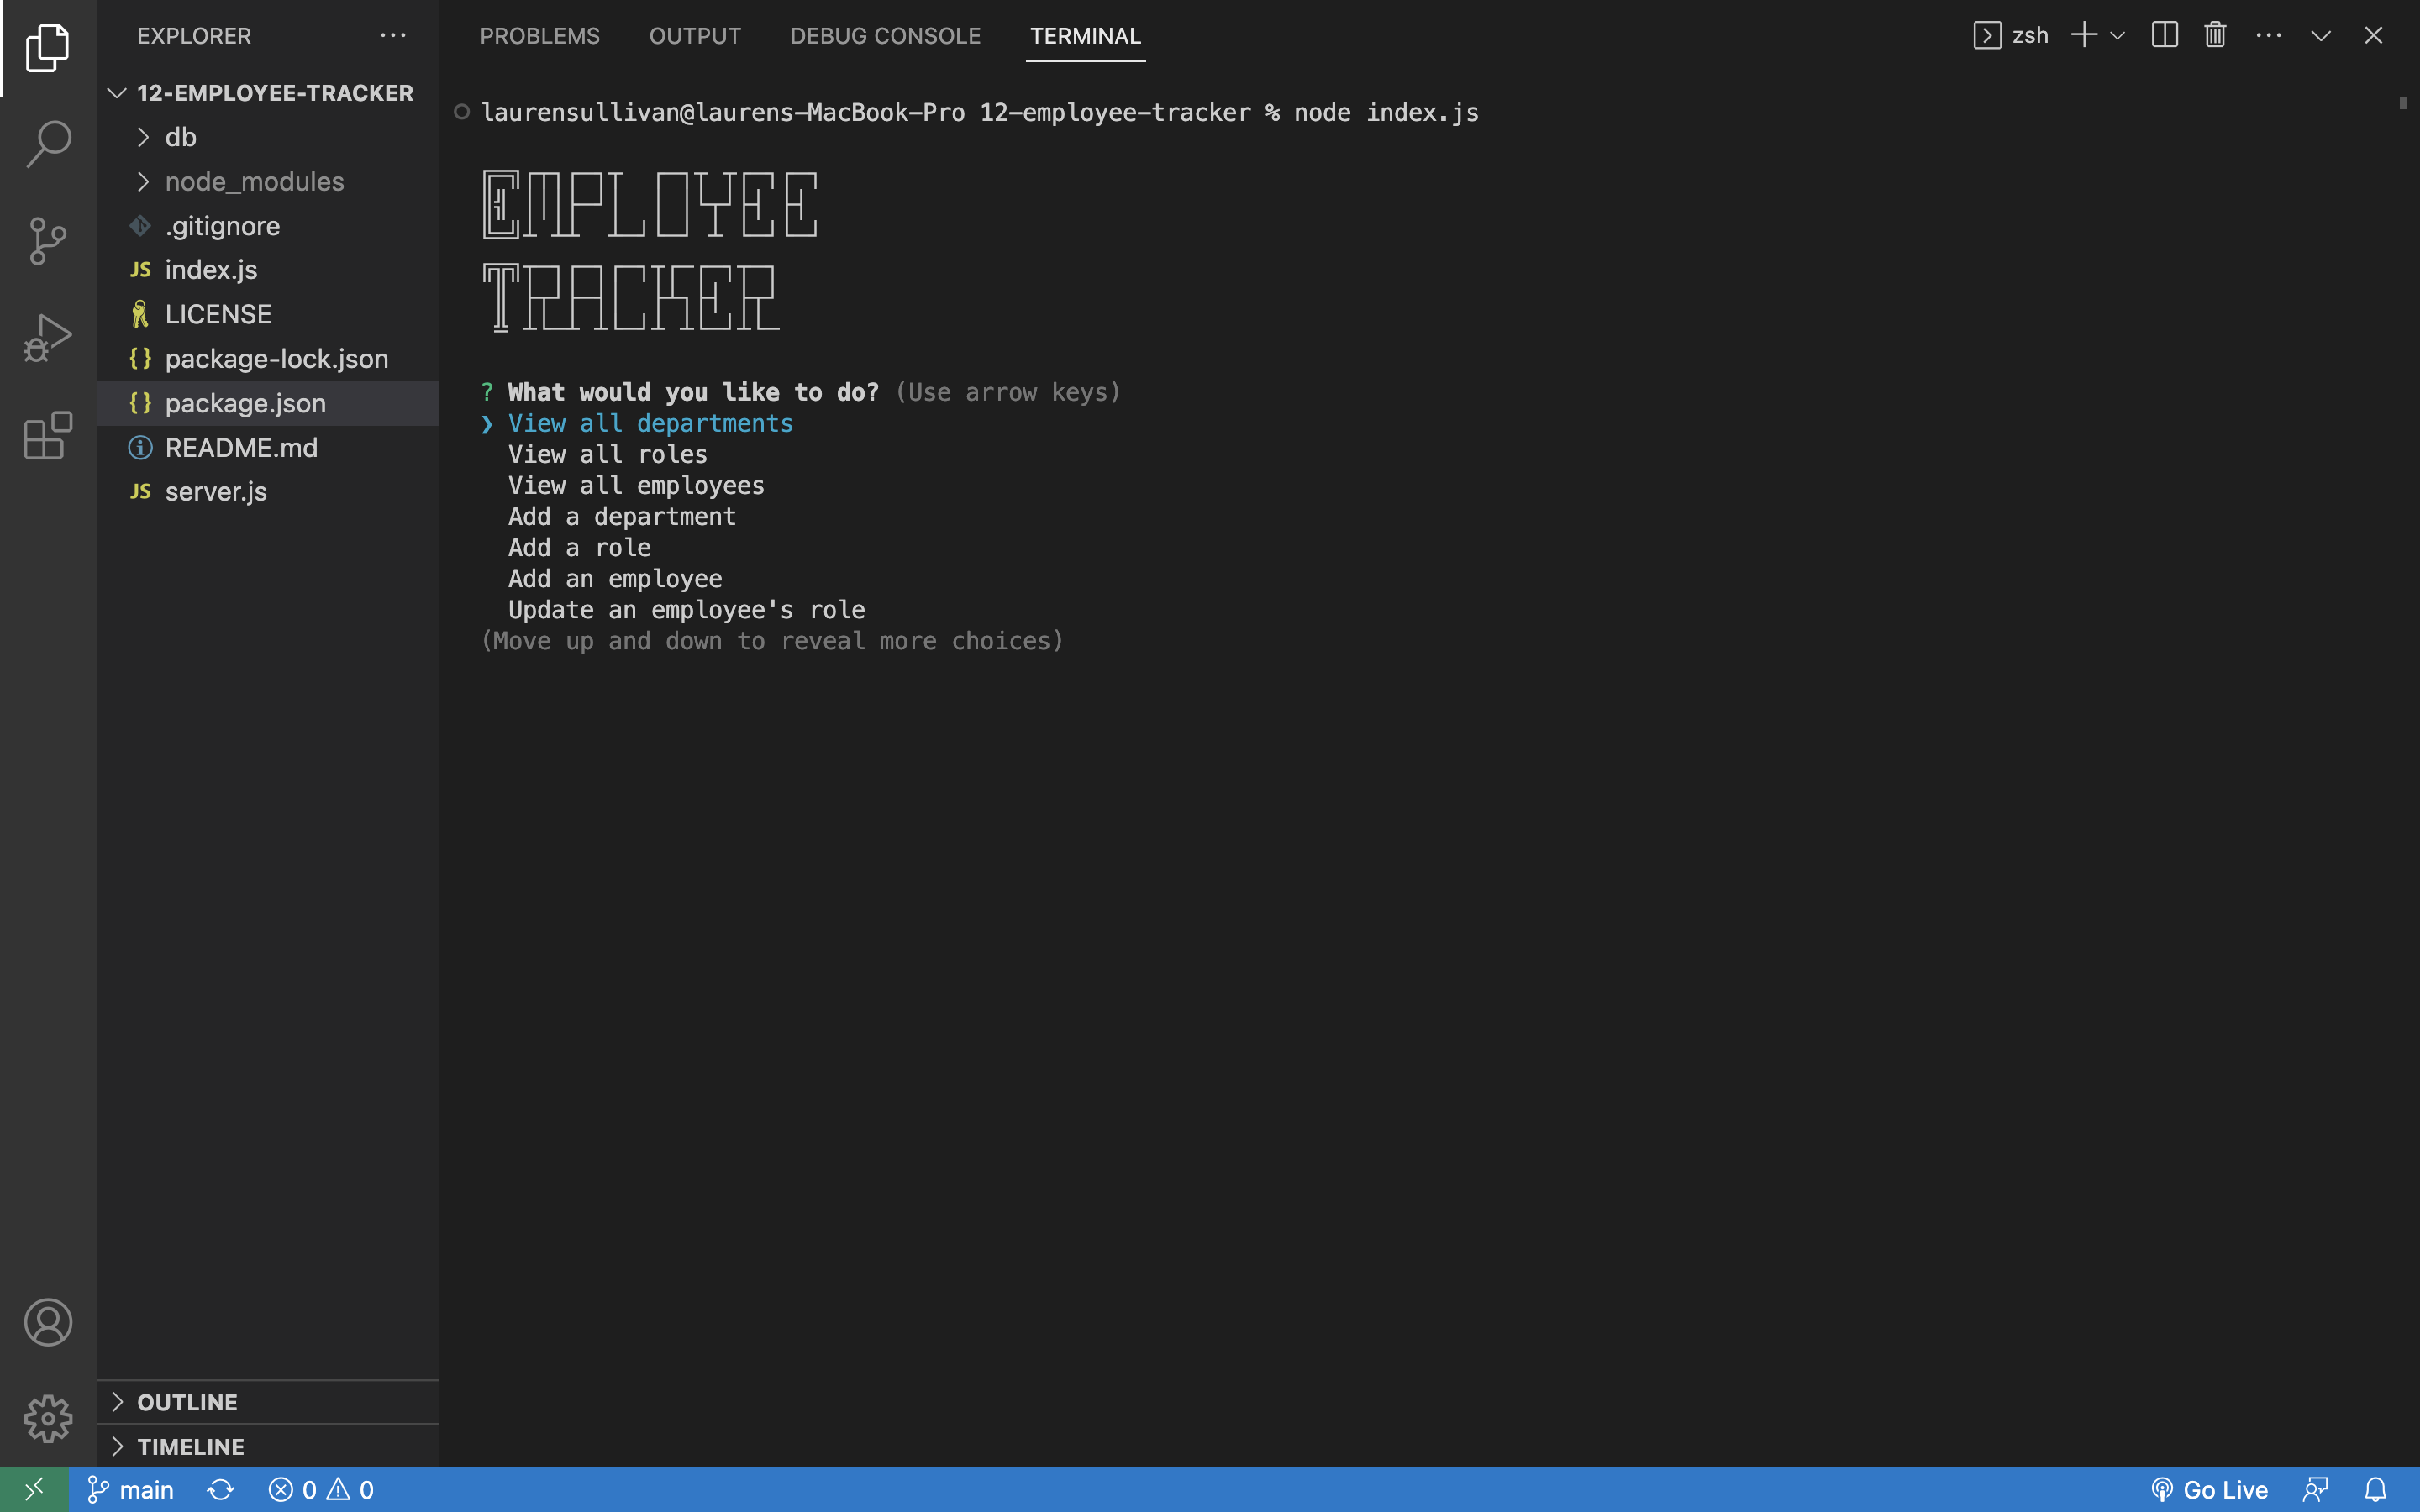 EXPLORER
12-EMPLOYEE-TRACKER
db
node_modules
.gitignore
JS index.js
LICENSE
{} package-lock.json
{} package.json
README.md
JS server.js
OUTLINE
TIMELINE
PROBLEMS OUTPUT DEBUG CONSOLE TERMINAL
zsh
laurensullivan@laurens-MacBook-Pro 12-employee-tracker % node index.js
EMPLOYEE
TRACKER
? What would you like to do? (Use arrow keys)
❯ View all departments
View all roles
View all employees
Add a department
Add a role
Add an employee
Update an employee's role
(Move up and down to reveal more choices)
main 0 0 Go Live